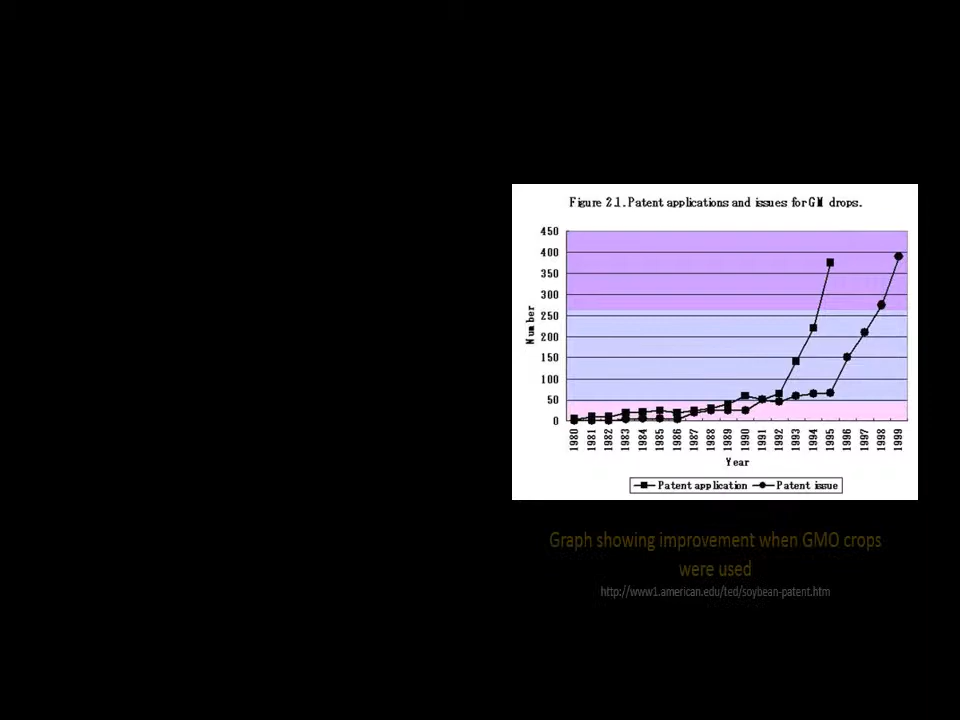 Figure 2.1. Patent applications and issues for GM drops.
450
400
350
300
250
200
150
100
50
0
Number
1980 1981 1982 1983 1984 1985 1986 1987 1988 1989 1990 1991 1992 1993 1994 1995 1996 1997 1998 1999
Year
Patent application Patent issue
Graph showing improvement when GMO crops
were used
http://www1.american.edu/ted/soybean-patent.htm